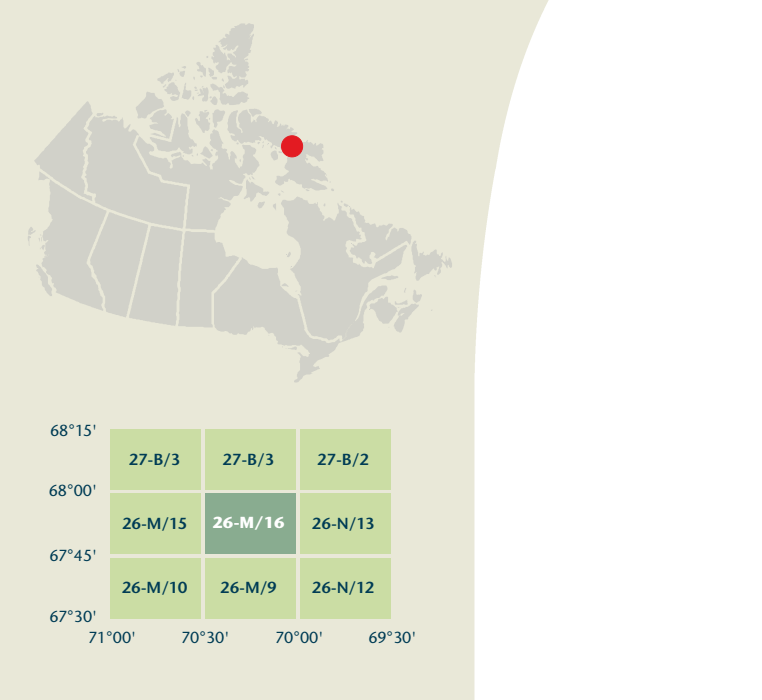 68°15'
27-B/3 27-B/3 27-B/2
68°00'
26-M/15 26-M/16 26-N/13
67°45'
26-M/10 26-M/9 26-N/12
67°30'
71°00' 70°30' 70°00' 69°30'